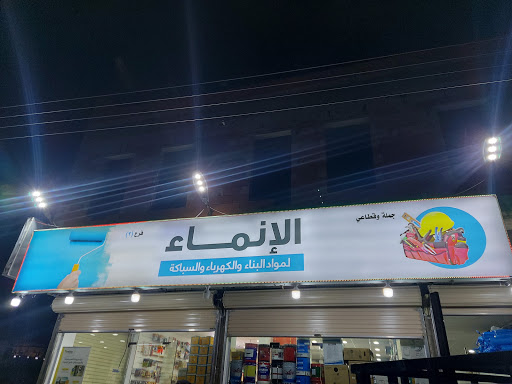 جملة وقطاعي
الإنماء
فرع (٢)
لمواد البناء والكهرباء والسباكة